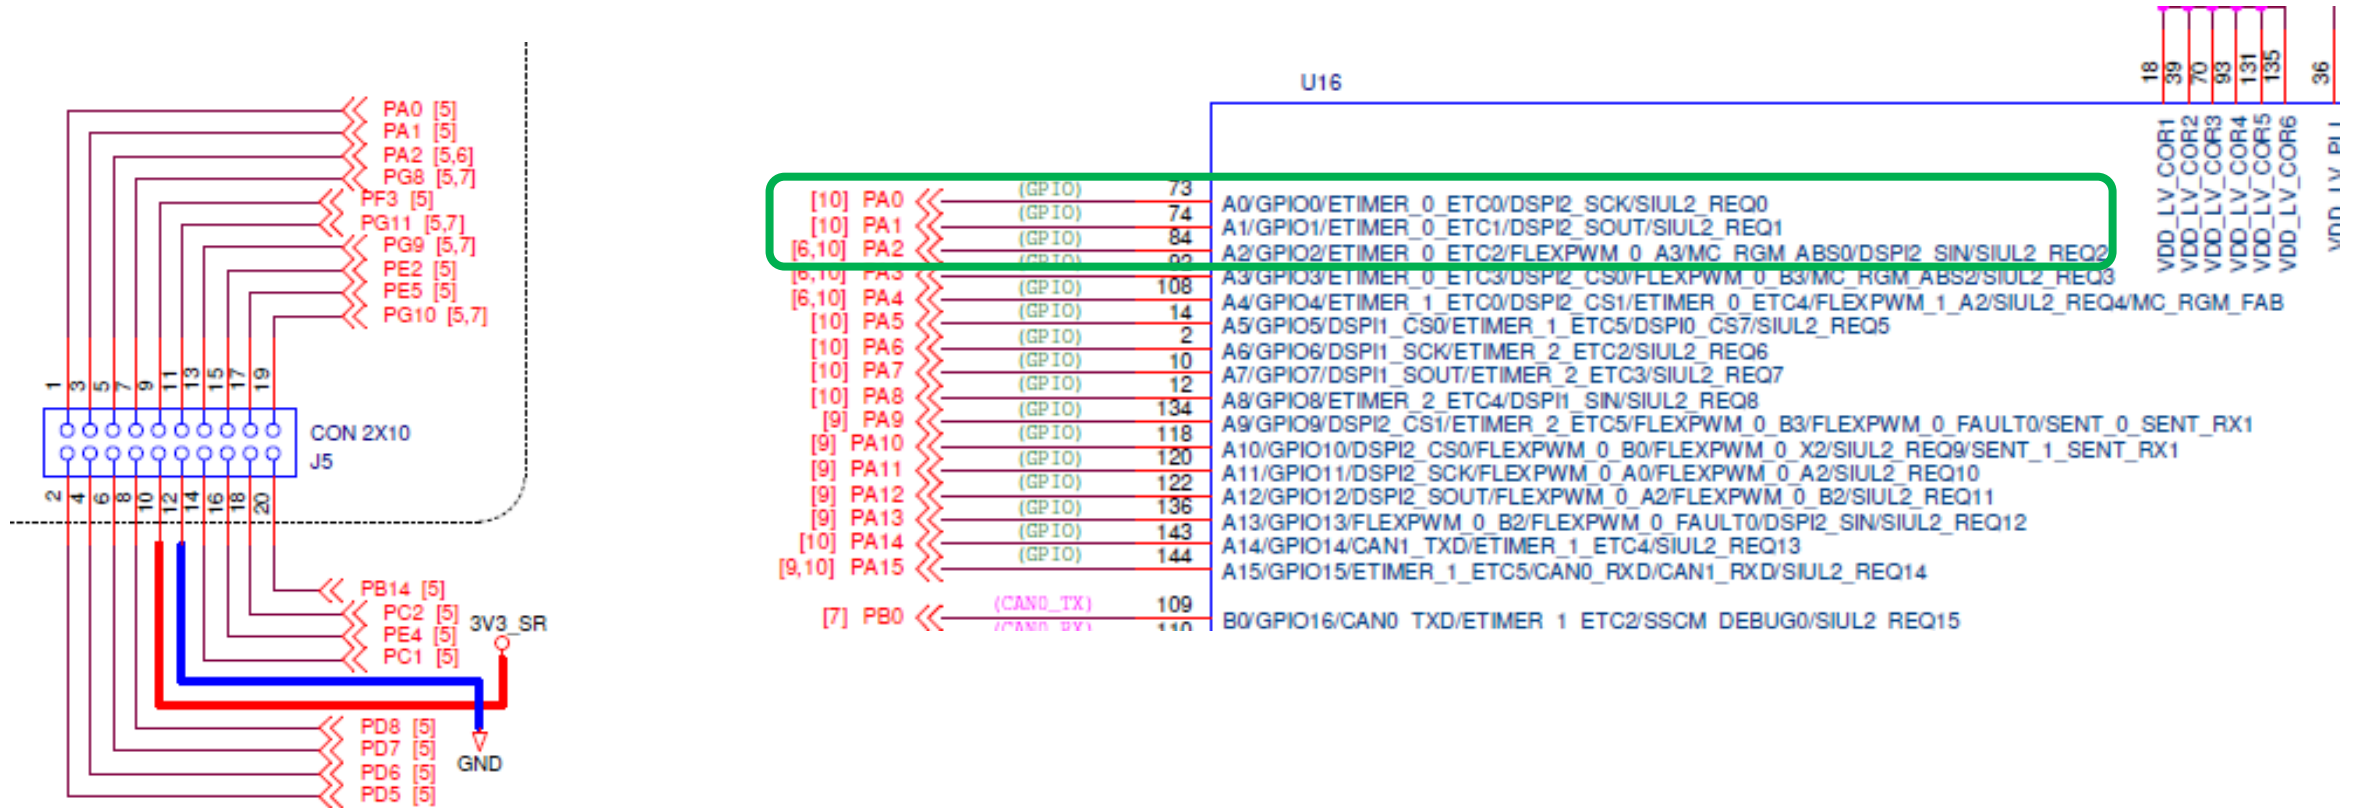 PA0 [5]
PA1 [5]
PA2 [5,6]
PG8 [5,7]
PF3 [5]
PG11 [5,7]
PG9 [5,7]
PE2 [5]
PE5 [5]
PG10 [5,7]
1 3 5 7 9 11 13 15 17 19
CON 2X10
J5
2 4 6 8 10 12 14 16 18 20
PB14 [5]
PC2 [5]
3V3_SR
PE4 [5]
PC1 [5]
PD8 [5]
PD7 [5]
GND
PD6 [5]
PD5 [5]
U16
18 39 70 93 131 135 36
VDD_LV_COR1
VDD_LV_COR2
VDD_LV_COR3
VDD_LV_COR4
VDD_LV_COR5
VDD_LV_COR6
[10] PA0 (GPIO) 73 A0/GPIO0/ETIMER_0_ETC0/DSPI2_SCK/SIUL2_REQ0
[10] PA1 (GPIO) 74 A1/GPIO1/ETIMER_0_ETC1/DSPI2_SOUT/SIUL2_REQ1
[6,10] PA2 (GPIO) 84 A2/GPIO2/ETIMER_0_ETC2/FLEXPWM_0_A3/MC_RGM_ABS0/DSPI2_SIN/SIUL2_REQ2
[6,10] PA3 (GPIO) 92 A3/GPIO3/ETIMER_0_ETC3/DSPI2_CS0/FLEXPWM_0_B3/MC_RGM_ABS2/SIUL2_REQ3
[6,10] PA4 (GPIO) 108 A4/GPIO4/ETIMER_1_ETC0/DSPI2_CS1/ETIMER_0_ETC4/FLEXPWM_1_A2/SIUL2_REQ4/MC_RGM_FAB
[10] PA5 (GPIO) 14 A5/GPIO5/DSPI1_CS0/ETIMER_1_ETC5/DSPI0_CS7/SIUL2_REQ5
[10] PA6 (GPIO) 2 A6/GPIO6/DSPI1_SCK/ETIMER_2_ETC2/SIUL2_REQ6
[10] PA7 (GPIO) 10 A7/GPIO7/DSPI1_SOUT/ETIMER_2_ETC3/SIUL2_REQ7
[10] PA8 (GPIO) 12 A8/GPIO8/ETIMER_2_ETC4/DSPI1_SIN/SIUL2_REQ8
[9] PA9 (GPIO) 134 A9/GPIO9/DSPI2_CS1/ETIMER_2_ETC5/FLEXPWM_0_B3/FLEXPWM_0_FAULT0/SENT_0_SENT_RX1
[9] PA10 (GPIO) 118 A10/GPIO10/DSPI2_CS0/FLEXPWM_0_B0/FLEXPWM_0_X2/SIUL2_REQ9/SENT_1_SENT_RX1
[9] PA11 (GPIO) 120 A11/GPIO11/DSPI2_SCK/FLEXPWM_0_A0/FLEXPWM_0_A2/SIUL2_REQ10
[9] PA12 (GPIO) 122 A12/GPIO12/DSPI2_SOUT/FLEXPWM_0_A2/FLEXPWM_0_B2/SIUL2_REQ11
[9] PA13 (GPIO) 136 A13/GPIO13/FLEXPWM_0_B2/FLEXPWM_0_FAULT0/DSPI2_SIN/SIUL2_REQ12
[10] PA14 (GPIO) 143 A14/GPIO14/CAN1_TXD/ETIMER_1_ETC4/SIUL2_REQ13
[9,10] PA15 (GPIO) 144 A15/GPIO15/ETIMER_1_ETC5/CAN0_RXD/CAN1_RXD/SIUL2_REQ14
[7] PB0 (CAN0_TX) 109 B0/GPIO16/CAN0_TXD/ETIMER_1_ETC2/SSCM_DEBUG0/SIUL2_REQ15
(CAN0_RX) 110